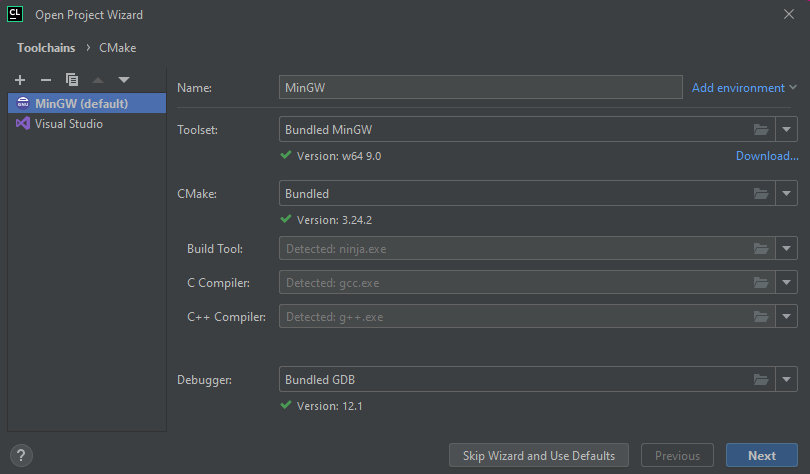 CL Open Project Wizard
Toolchains › CMake
MinGW (default)
Visual Studio
Name: MinGW Add environment
Toolset: Bundled MinGW
Version: w64 9.0 Download...
CMake: Bundled
Version: 3.24.2
Build Tool: Detected: ninja.exe
C Compiler: Detected: gcc.exe
C++ Compiler: Detected: g++.exe
Debugger: Bundled GDB
Version: 12.1
? Skip Wizard and Use Defaults Previous Next